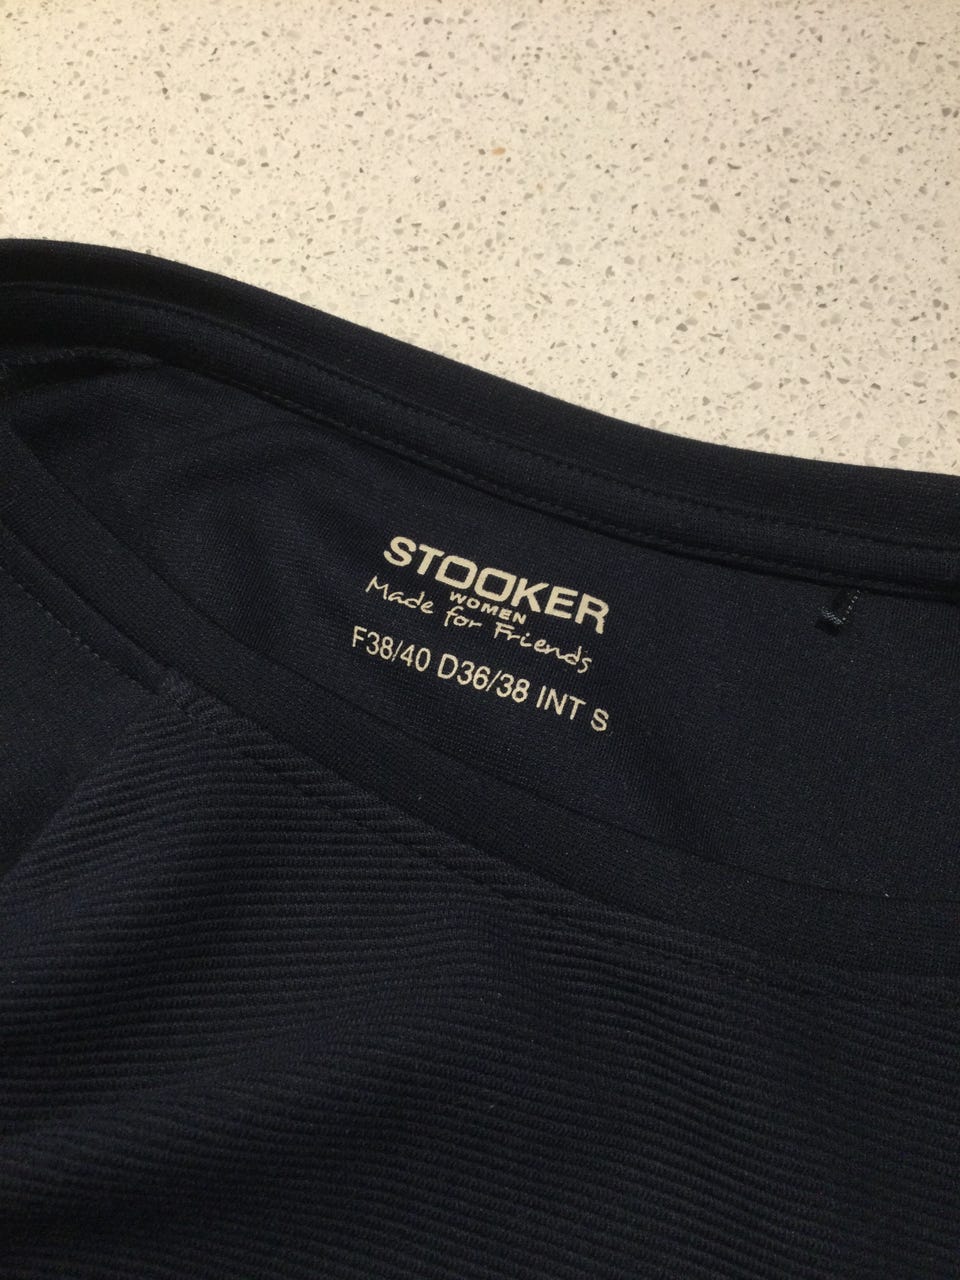 STOOKER
WOMEN
Made for Friends
F38/40 D36/38 INT S